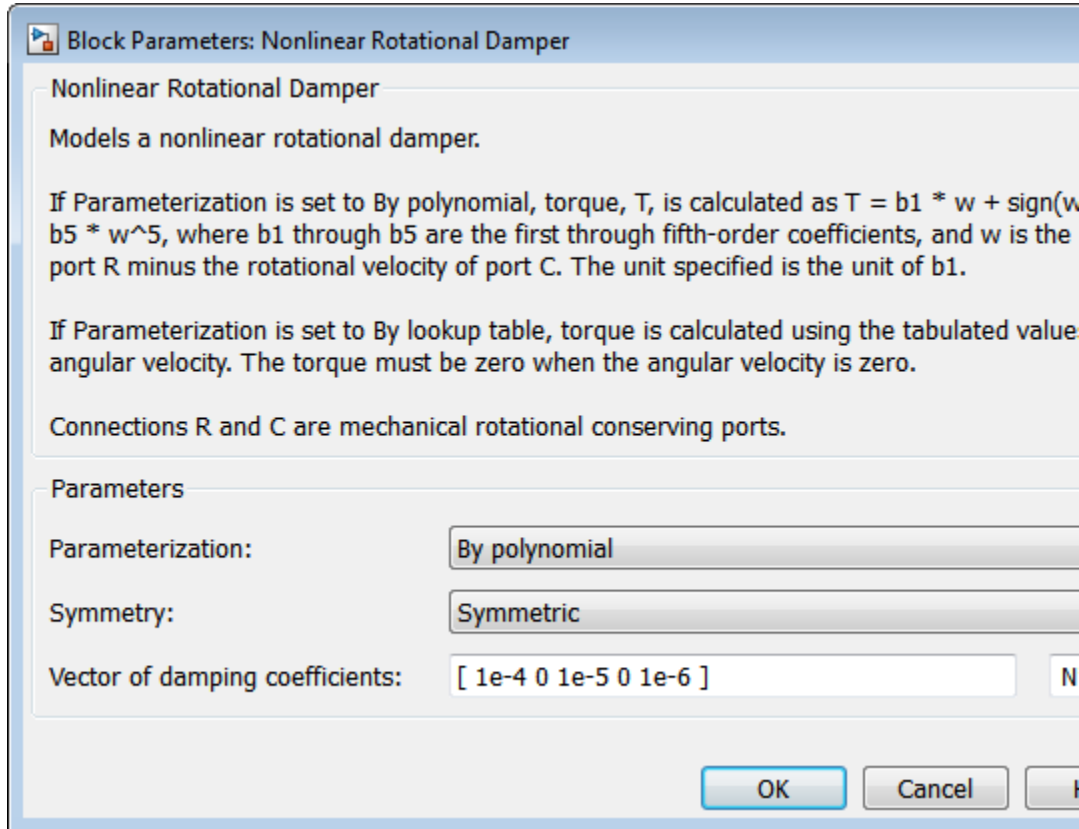 Block Parameters: Nonlinear Rotational Damper
Nonlinear Rotational Damper
Models a nonlinear rotational damper.
If Parameterization is set to By polynomial, torque, T, is calculated as T = b1 * w + sign(w
b5 * w^5, where b1 through b5 are the first through fifth-order coefficients, and w is the
port R minus the rotational velocity of port C. The unit specified is the unit of b1.
If Parameterization is set to By lookup table, torque is calculated using the tabulated value
angular velocity. The torque must be zero when the angular velocity is zero.
Connections R and C are mechanical rotational conserving ports.
Parameters
Parameterization: By polynomial
Symmetry: Symmetric
Vector of damping coefficients: [ 1e-4 0 1e-5 0 1e-6 ] N
OK Cancel